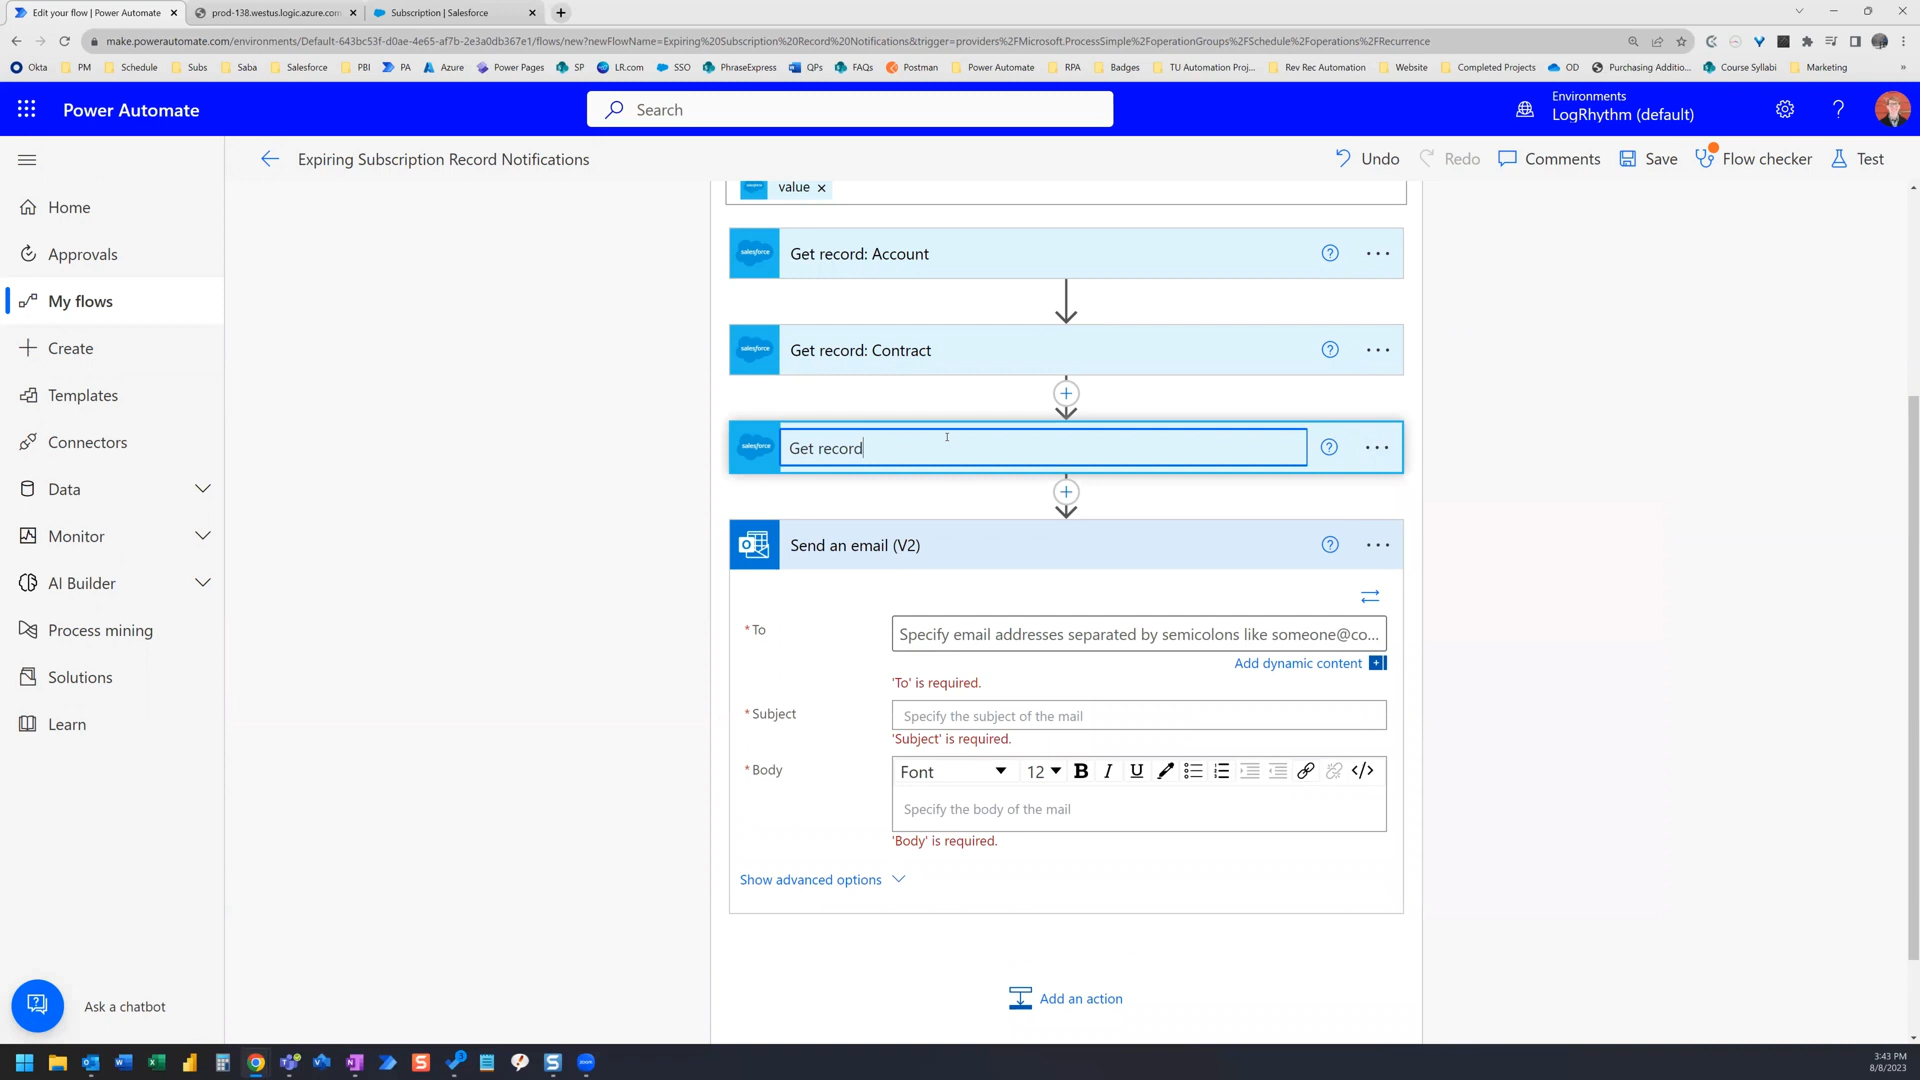 Edit your flow | Power Automate
prod-138.westus.logic.azure.com
Subscription | Salesforce
make.powerautomate.com/environments/Default-643bc53f-d0ae-4e65-af7b-2e3a0db367e1/flows/new?newFlowName=Expiring%20Subscription%20Record%20Notifications&trigger=providers%2FMicrosoft.ProcessSimple%2FoperationGroups%2FSchedule%2Foperations%2FRecurrence
Okta PM Schedule Subs Saba Salesforce PBI PA Azure Power Pages SP LR.com SSO PhraseExpress QPs FAQs Postman Power Automate RPA Badges TU Automation Proj... Rev Rec Automation Website Completed Projects OD Purchasing Additio... Course Syllabi Marketing »
Power Automate
Search
Environments
LogRhythm (default)
Expiring Subscription Record Notifications
Undo Redo Comments Save Flow checker Test
Home
Approvals
My flows
Create
Templates
Connectors
Data
Monitor
AI Builder
Process mining
Solutions
Learn
Ask a chatbot
value
salesforce
Get record: Account
salesforce
Get record: Contract
salesforce
Get record
Send an email (V2)
*To
Specify email addresses separated by semicolons like someone@co...
Add dynamic content
'To' is required.
*Subject
Specify the subject of the mail
'Subject' is required.
*Body
Font 12 B I U
Specify the body of the mail
'Body' is required.
Show advanced options
Add an action
3:43 PM
8/8/2023